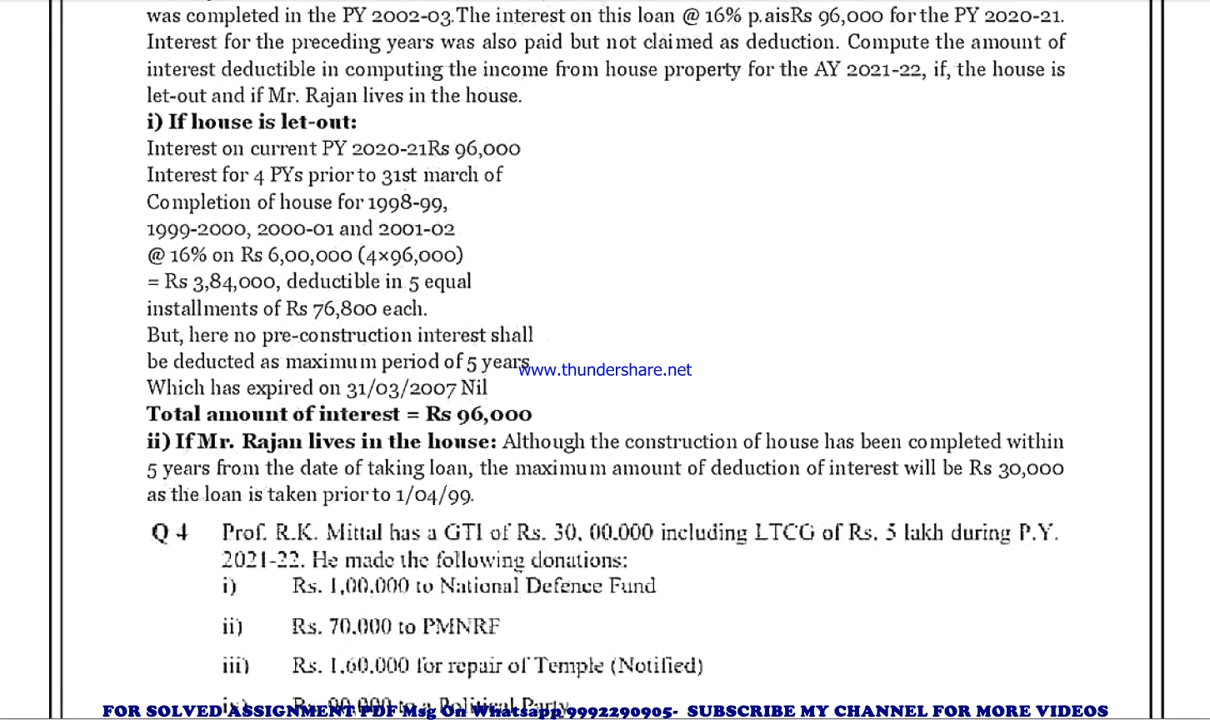 was completed in the PY 2002-03.The interest on this loan @ 16% p.aisRs 96,000 for the PY 2020-21.
Interest for the preceding years was also paid but not claimed as deduction. Compute the amount of
interest deductible in computing the income from house property for the AY 2021-22, if, the house is
let-out and if Mr. Rajan lives in the house.
i) If house is let-out:
Interest on current PY 2020-21Rs 96,000
Interest for 4 PYs prior to 31st march of
Completion of house for 1998-99,
1999-2000, 2000-01 and 2001-02
@ 16% on Rs 6,00,000 (4×96,000)
= Rs 3,84,000, deductible in 5 equal
installments of Rs 76,800 each.
But, here no pre-construction interest shall
be deducted as maximum period of 5 years
www.thundershare.net
Which has expired on 31/03/2007 Nil
Total amount of interest = Rs 96,000
ii) If Mr. Rajan lives in the house: Although the construction of house has been completed within
5 years from the date of taking loan, the maximum amount of deduction of interest will be Rs 30,000
as the loan is taken prior to 1/04/99.
Q 4 Prof. R.K. Mittal has a GTI of Rs. 30, 00.000 including LTCG of Rs. 5 lakh during P.Y.
2021-22. He made the following donations:
i) Rs. 1,00.000 to National Defence Fund
ii) Rs. 70.000 to PMNRF
iii) Rs. 1.60.000 for repair of Temple (Notified)
Political Party
FOR SOLVED ASSIGNMENT PDF Msg On Whatsapp 9992290905- SUBSCRIBE MY CHANNEL FOR MORE VIDEOS